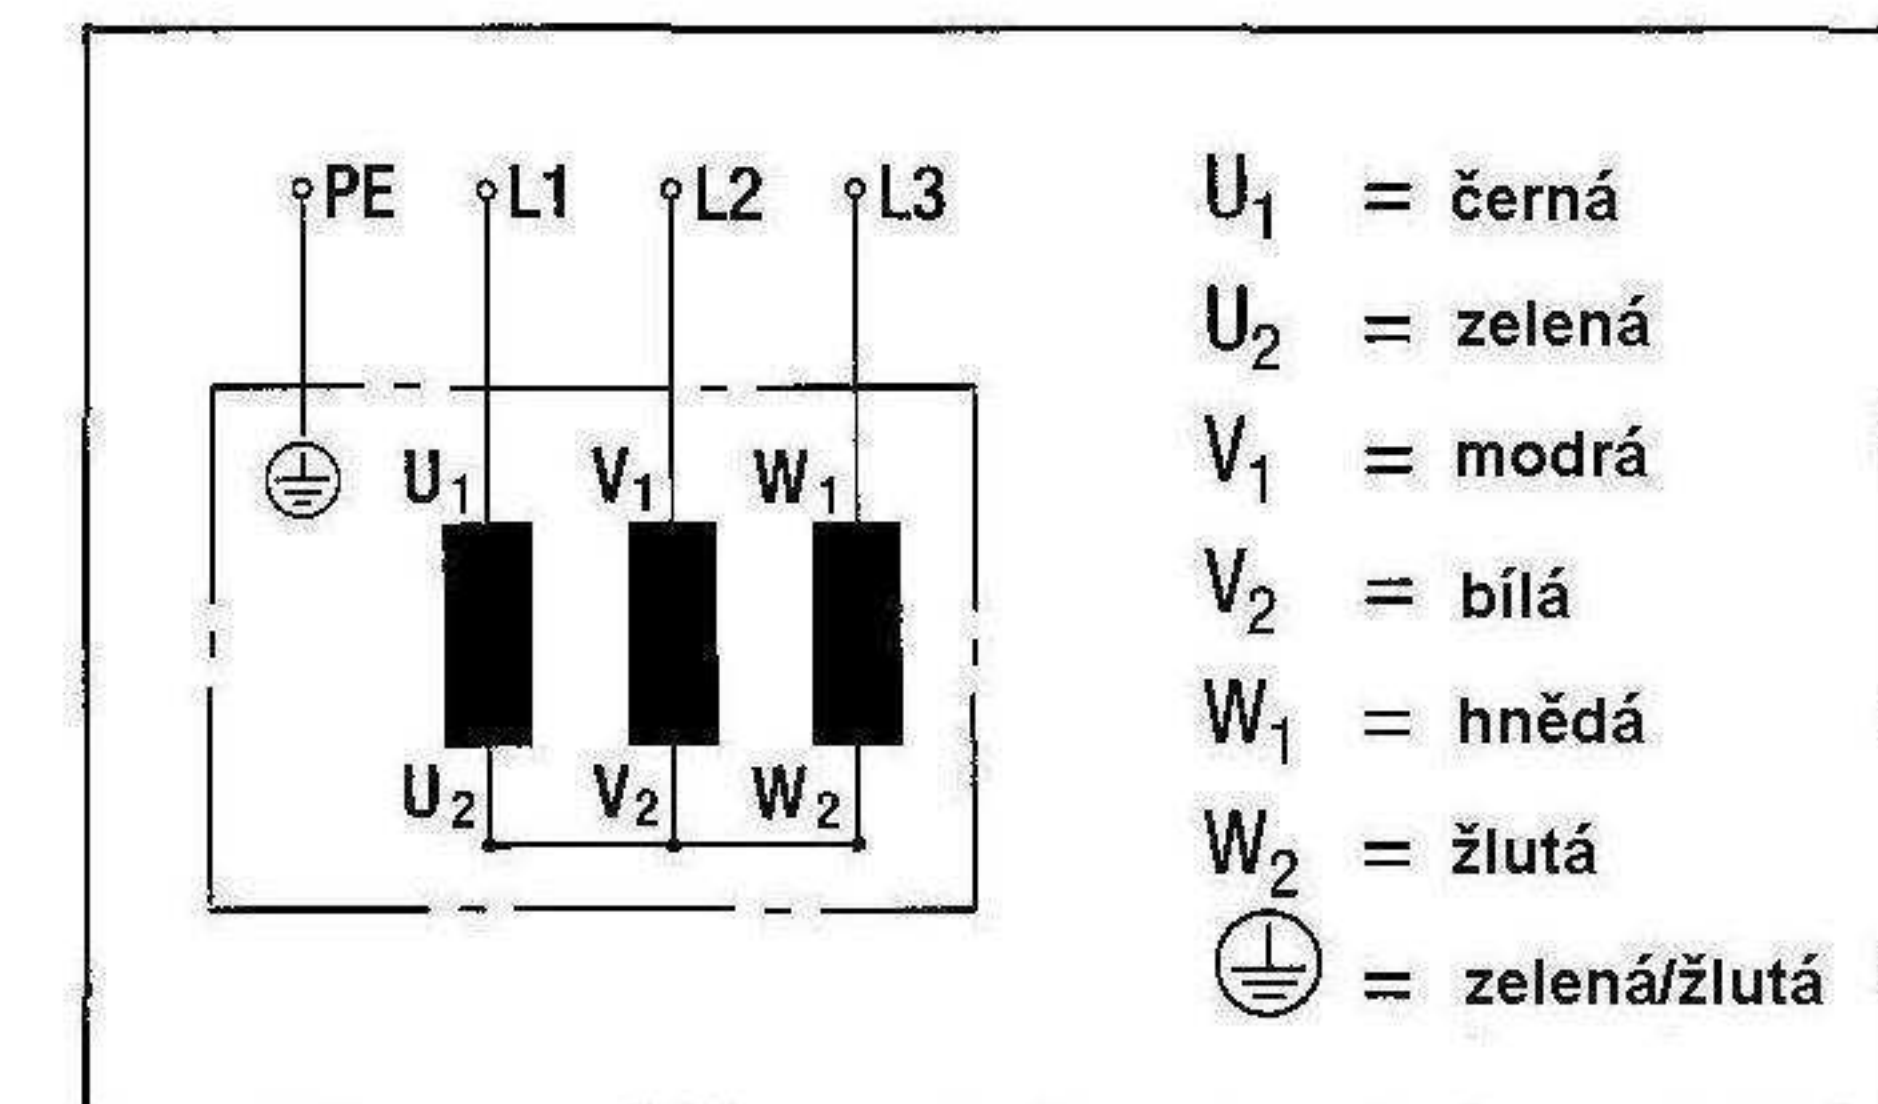 PE L1 L2 L3
U1 V1 W1
U2 V2 W2
U1 = černá
U2 = zelená
V1 = modrá
V2 = bílá
W1 = hnědá
W2 = žlutá
= zelená/žlutá